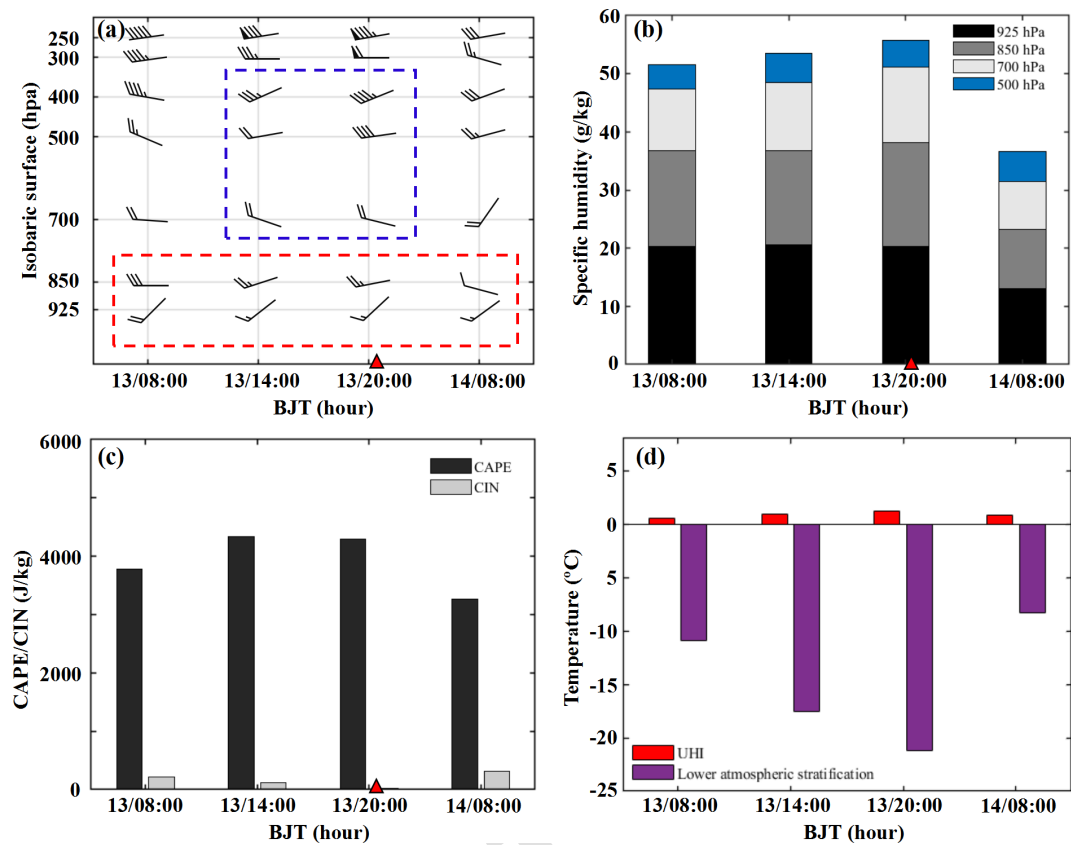 (a)
250
300
400
500
700
850
925
Isobaric surface (hpa)
13/08:00
13/14:00
13/20:00
14/08:00
BJT (hour)
(b)
925 hPa
850 hPa
700 hPa
500 hPa
60
50
40
30
20
10
0
Specific humidity (g/kg)
13/08:00
13/14:00
13/20:00
14/08:00
BJT (hour)
(c)
CAPE
CIN
6000
4000
2000
0
CAPE/CIN (J/kg)
13/08:00
13/14:00
13/20:00
14/08:00
BJT (hour)
(d)
5
0
5
-10
-15
-20
-25
Temperature (°C)
UHI
Lower atmospheric stratification
13/08:00
13/14:00
13/20:00
14/08:00
BJT (hour)